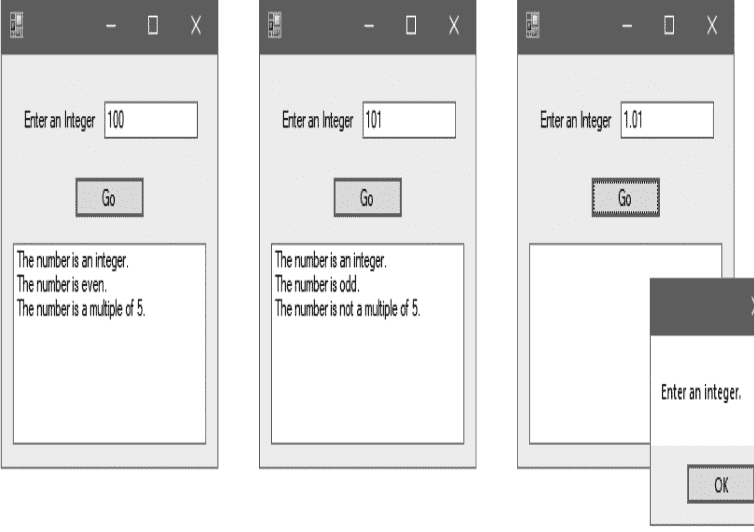 Enter an Integer 100
Go
The number is an integer.
The number is even.
The number is a multiple of 5.
Enter an Integer 101
Go
The number is an integer.
The number is odd.
The number is not a multiple of 5.
Enter an Integer 1.01
Go
Enter an integer.
OK